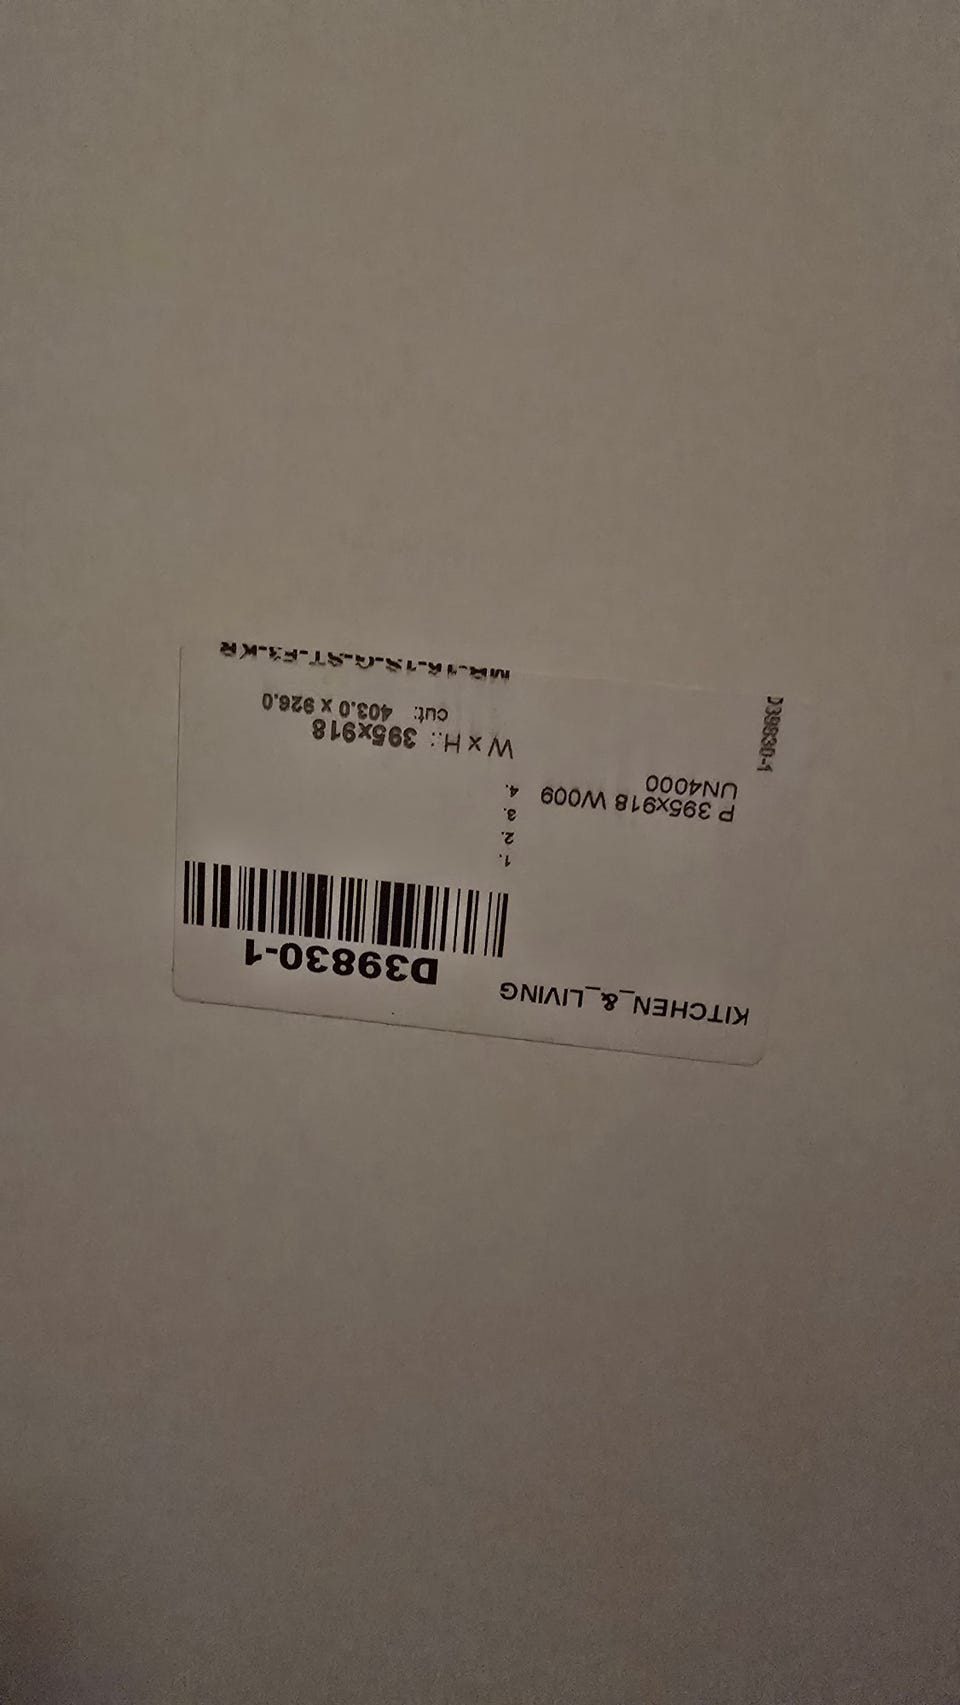 KITCHEN_&_LIVING
D39830-1
P 395x918 W009
UN4000
1.
2.
3.
4.
W x H.: 395x918
cut: 403.0 x 926.0
D39830-1